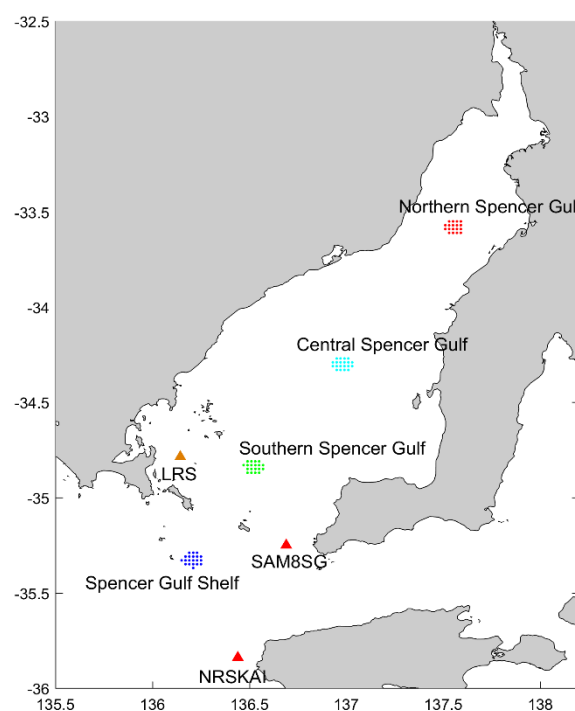 -32.5
-33
-33.5
Northern Spencer Gul
-34
Central Spencer Gulf
-34.5
Southern Spencer Gulf
LRS
-35
SAM8SG
-35.5
Spencer Gulf Shelf
NRSKAI
-36
135.5 136 136.5 137 137.5 138